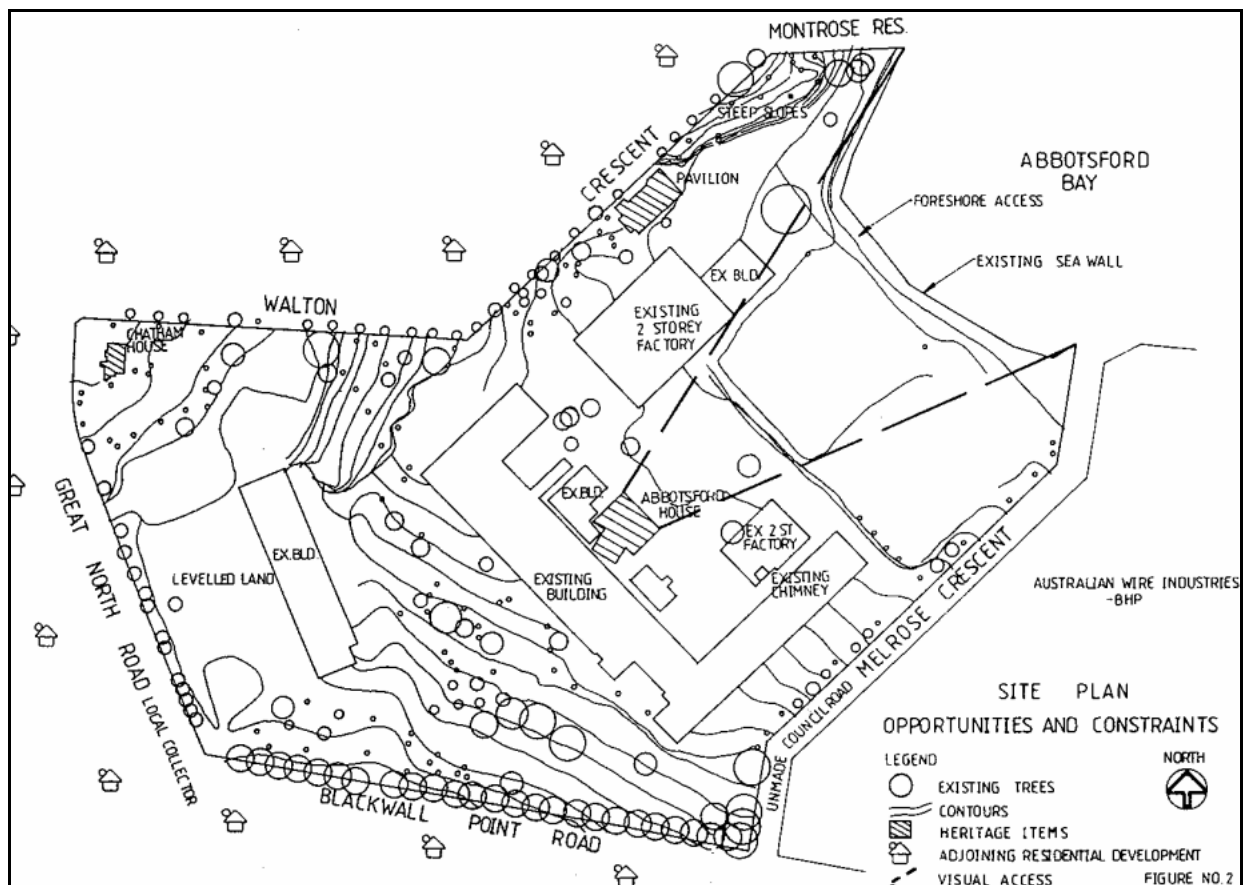 MONTROSE RES.
STEEP SLOPES
CRESCENT
PAVILION
ABBOTSFORD
BAY
FORESHORE ACCESS
EXISTING SEA WALL
EX BLD.
EXISTING
2 STOREY
FACTORY
WALTON
CHATHAM
HOUSE
GREAT NORTH ROAD LOCAL COLLECTOR
LEVELLED LAND
EX.BLD.
EX.BLD.
ABBOTSFORD
HOUSE
EX 2 ST
FACTORY
EXISTING
CHIMNEY
EXISTING
BUILDING
UNMADE COUNCIL ROAD MELROSE CRESCENT
AUSTRALIAN WIRE INDUSTRIES
-BHP
BLACKWALL POINT ROAD
SITE PLAN
OPPORTUNITIES AND CONSTRAINTS
LEGEND
NORTH
EXISTING TREES
CONTOURS
HERITAGE ITEMS
ADJOINING RESIDENTIAL DEVELOPMENT
VISUAL ACCESS
FIGURE NO.2